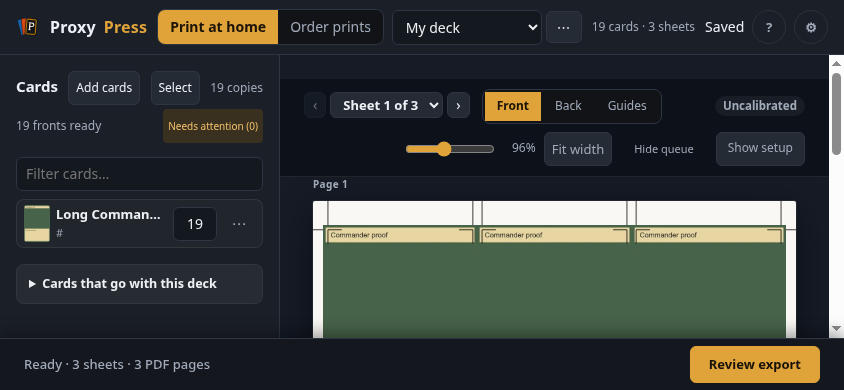 Proxy Press Print at home Order prints My deck ... 19 cards · 3 sheets Saved ? ⚙
Cards Add cards Select 19 copies
19 fronts ready Needs attention (0)
Filter cards…
Long Comman… 19 ...
#
▶ Cards that go with this deck
‹ Sheet 1 of 3 › Front Back Guides Uncalibrated
96% Fit width Hide queue Show setup
Page 1
Commander proof Commander proof Commander proof
Ready · 3 sheets · 3 PDF pages Review export